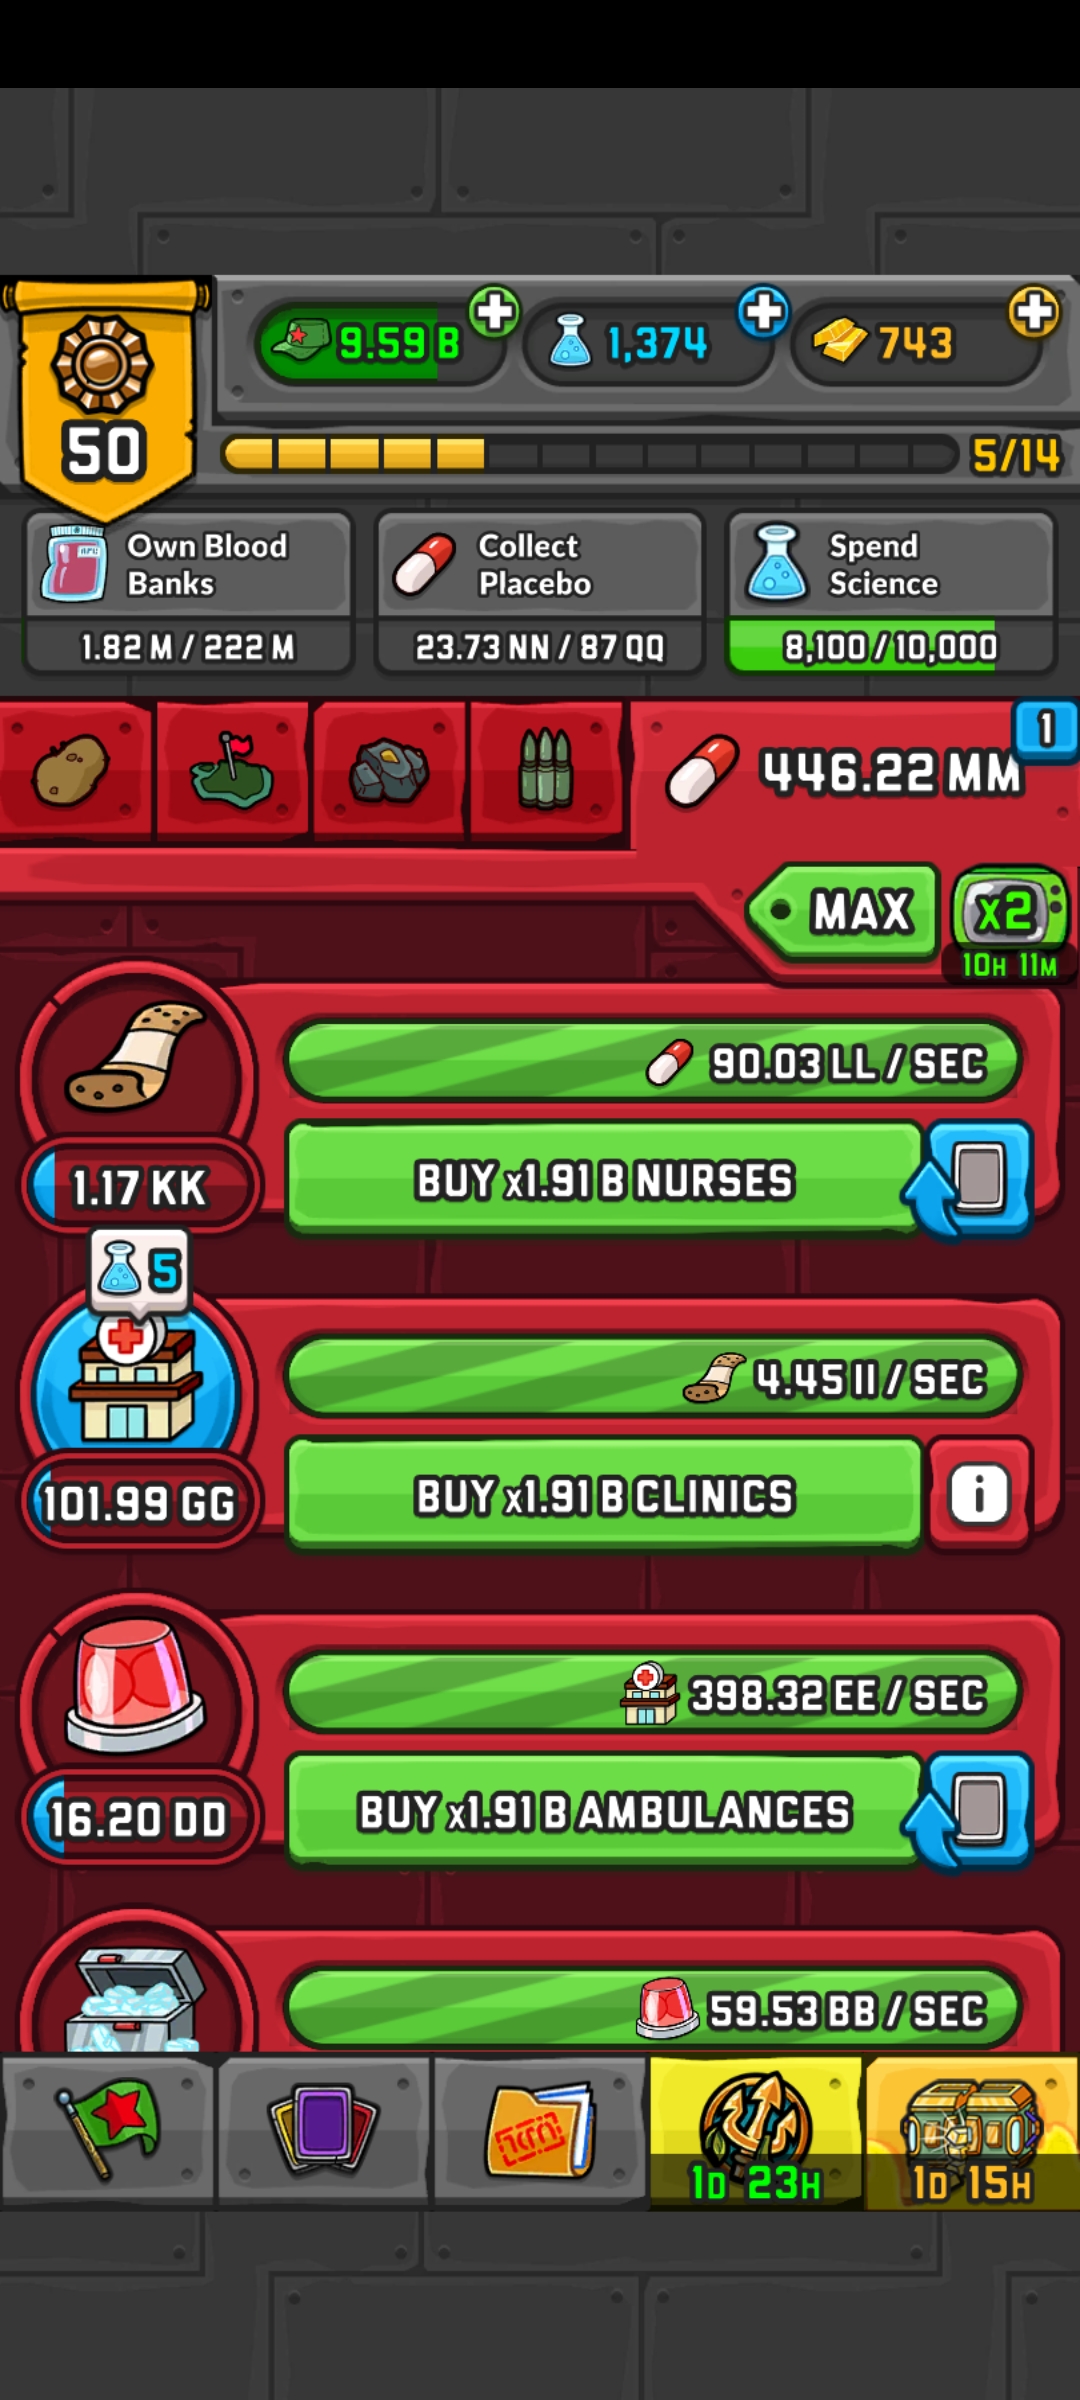 9.59 B
1,374
743
50
5/14
Own Blood
Banks
1.82 M / 222 M
Collect
Placebo
23.73 NN / 87 QQ
Spend
Science
8,100 / 10,000
1
446.22 MM
MAX
x2
10H 11M
90.03 LL / SEC
1.17 KK
BUY x1.91 B NURSES
5
4.45 II / SEC
101.99 GG
BUY x1.91 B CLINICS
i
398.32 EE / SEC
16.20 DD
BUY x1.91 B AMBULANCES
59.53 BB / SEC
1D 23H
1D 15H